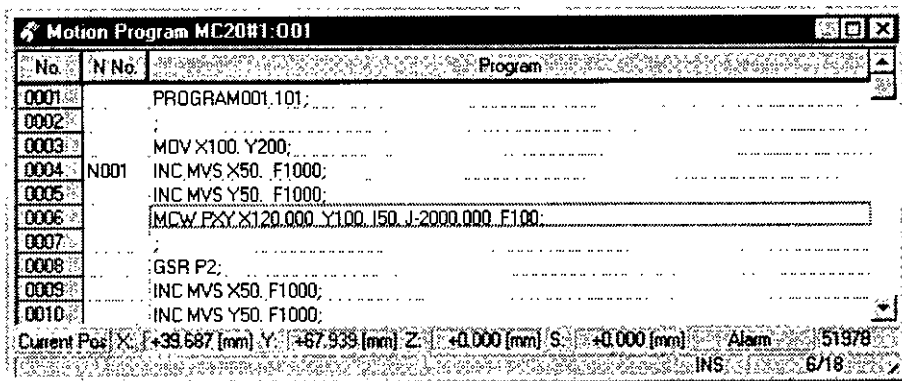 Motion Program MC20#1:001
No. N No. Program
0001 PROGRAM001.101;
0002 ;
0003 MOV X100. Y200;
0004 N001 INC MVS X50. F1000;
0005 INC MVS Y50. F1000;
0006 MCW PXY X120.000 Y100. I50. J-2000.000 F100;
0007 ;
0008 GSR P2;
0009 INC MVS X50. F1000;
0010 INC MVS Y50. F1000;
Current Pos X: +39.687 [mm] Y: +67.939 [mm] Z: +0.000 [mm] S: +0.000 [mm] Alarm 51978
INS 6/18